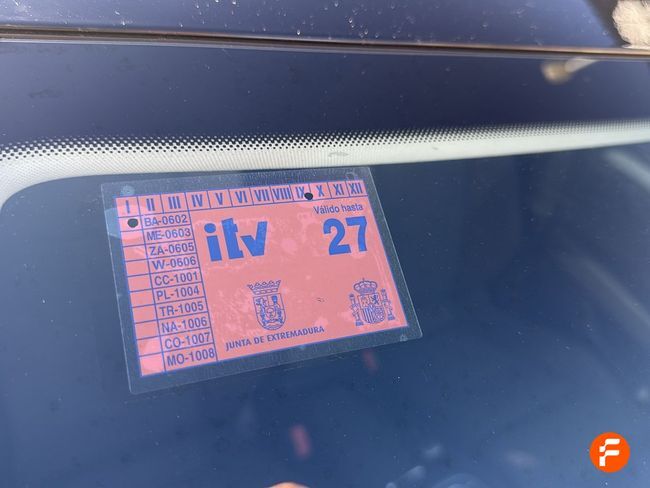 I II III IV V VI VII VIII IX X XI XII
BA-0602
ME-0603
ZA-0605
VV-0606
CC-1001
PL-1004
TR-1005
NA-1006
CO-1007
MO-1008
itv
Válido hasta
27
JUNTA DE EXTREMADURA